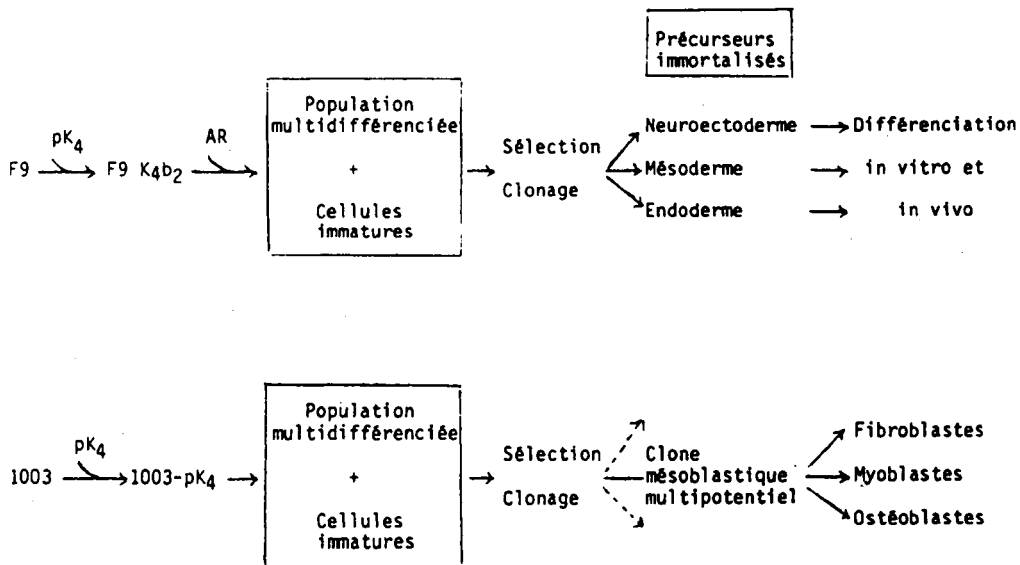 Précurseurs
immortalisés
Population
multidifférenciée
+
Cellules
immatures
F9
pK4
F9 K4b2
AR
Sélection
Clonage
Neuroectoderme
Mésoderme
Endoderme
Différenciation
in vitro et
in vivo
1003
pK4
1003-pK4
Population
multidifférenciée
+
Cellules
immatures
Sélection
Clonage
Clone
mésoblastique
multipotentiel
Fibroblastes
Myoblastes
Ostéoblastes